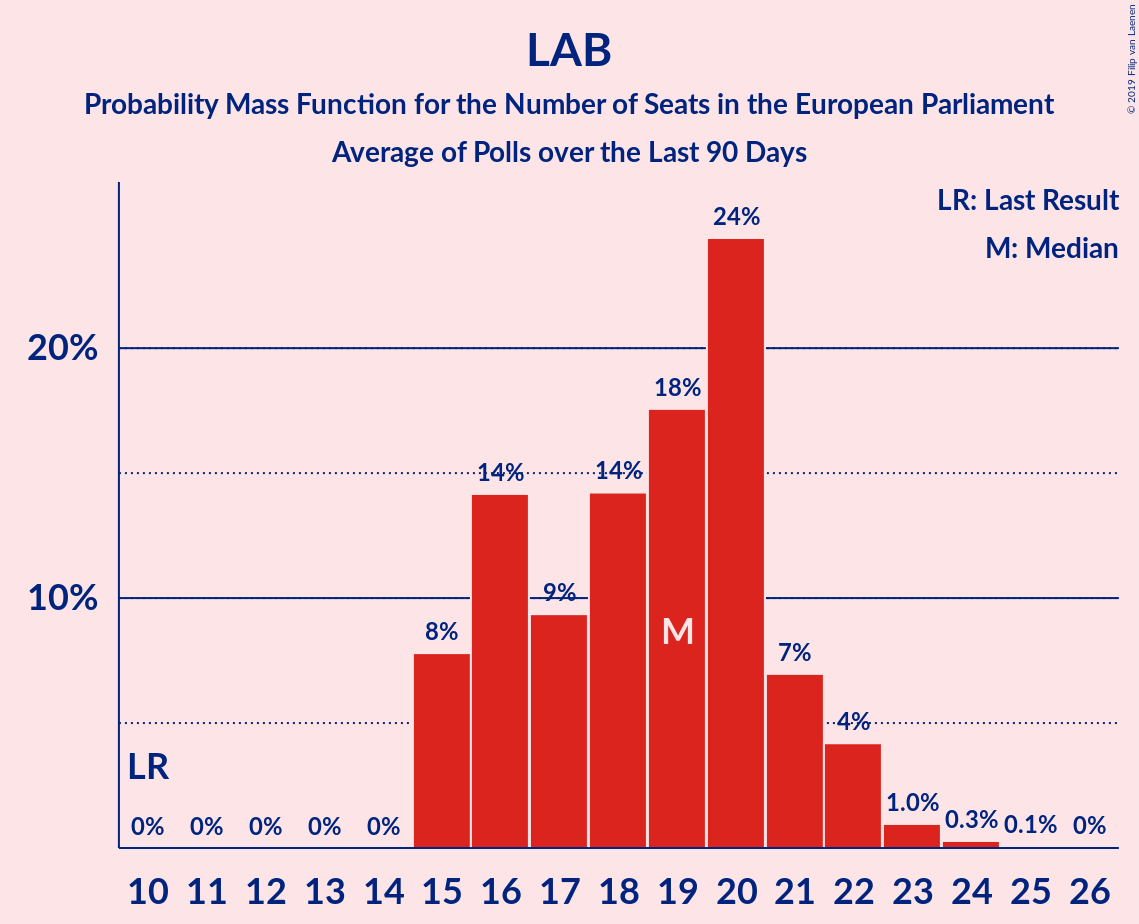 LAB
Probability Mass Function for the Number of Seats in the European Parliament
Average of Polls over the Last 90 Days
© 2019 Filip van Laenen
LR: Last Result
M: Median
20%
10%
LR
0% 0% 0% 0% 0% 8% 14% 9% 14% 18% 24% 7% 4% 1.0% 0.3% 0.1% 0%
M
10 11 12 13 14 15 16 17 18 19 20 21 22 23 24 25 26